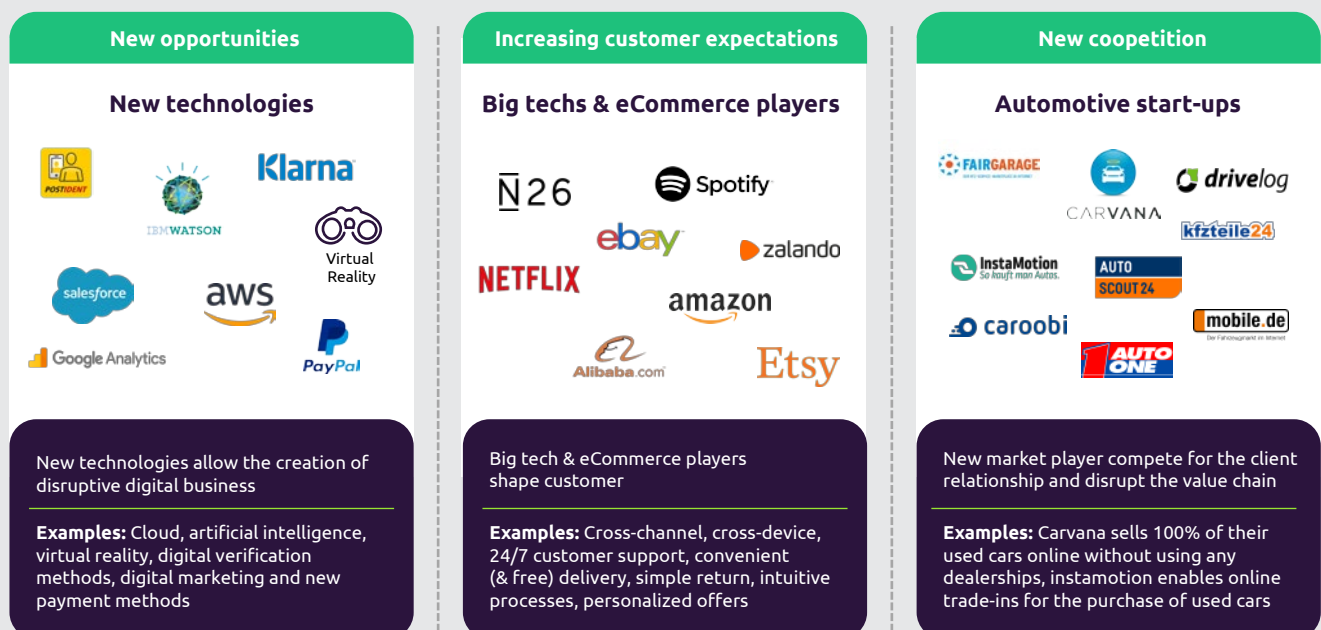 New opportunities
New technologies
POSTIDENT
Klarna
IBMWATSON
Virtual
Reality
salesforce
aws
Google Analytics
PayPal
New technologies allow the creation of
disruptive digital business
Examples: Cloud, artificial intelligence,
virtual reality, digital verification
methods, digital marketing and new
payment methods
Increasing customer expectations
Big techs & eCommerce players
N26
Spotify
ebay
zalando
NETFLIX
amazon
Alibaba.com
Etsy
Big tech & eCommerce players
shape customer
Examples: Cross-channel, cross-device,
24/7 customer support, convenient
(& free) delivery, simple return, intuitive
processes, personalized offers
New coopetition
Automotive start-ups
FAIRGARAGE
CARVANA
drivelog
kfzteile24
InstaMotion
So kauft man Autos.
AUTO
SCOUT 24
caroobi
mobile.de
Der Fahrzeugmarkt im Internet
1 AUTO
ONE
New market player compete for the client
relationship and disrupt the value chain
Examples: Carvana sells 100% of their
used cars online without using any
dealerships, instamotion enables online
trade-ins for the purchase of used cars